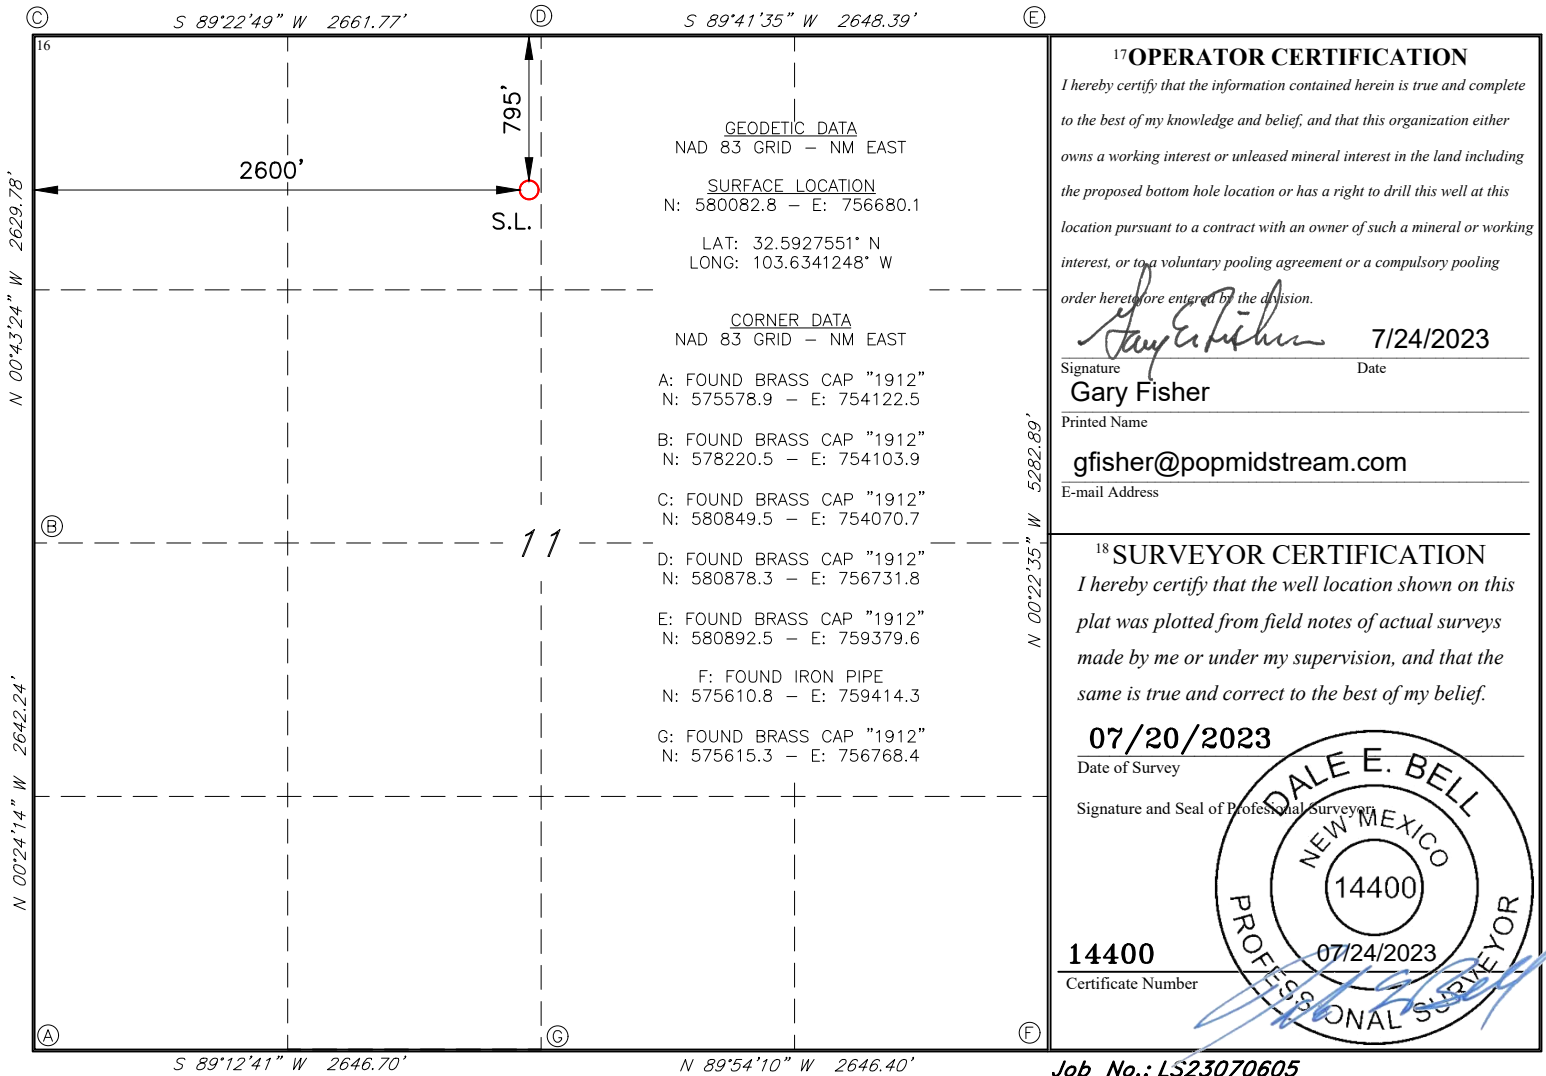 Ⓒ S 89°22'49" W 2661.77' Ⓓ S 89°41'35" W 2648.39' Ⓔ
16
795'
2600'
S.L.
N 00°43'24" W 2629.78'
GEODETIC DATA
NAD 83 GRID – NM EAST
SURFACE LOCATION
N: 580082.8 – E: 756680.1
LAT: 32.5927551° N
LONG: 103.6341248° W
CORNER DATA
NAD 83 GRID – NM EAST
A: FOUND BRASS CAP "1912"
N: 575578.9 – E: 754122.5
B: FOUND BRASS CAP "1912"
N: 578220.5 – E: 754103.9
C: FOUND BRASS CAP "1912"
N: 580849.5 – E: 754070.7
D: FOUND BRASS CAP "1912"
N: 580878.3 – E: 756731.8
E: FOUND BRASS CAP "1912"
N: 580892.5 – E: 759379.6
F: FOUND IRON PIPE
N: 575610.8 – E: 759414.3
G: FOUND BRASS CAP "1912"
N: 575615.3 – E: 756768.4
Ⓑ
11
N 00°22'35" W 5282.89'
N 00°24'14" W 2642.24'
Ⓐ Ⓖ Ⓕ
S 89°12'41" W 2646.70' N 89°54'10" W 2646.40'
17 OPERATOR CERTIFICATION
I hereby certify that the information contained herein is true and complete
to the best of my knowledge and belief, and that this organization either
owns a working interest or unleased mineral interest in the land including
the proposed bottom hole location or has a right to drill this well at this
location pursuant to a contract with an owner of such a mineral or working
interest, or to a voluntary pooling agreement or a compulsory pooling
order heretofore entered by the division.
Gary E. Fisher 7/24/2023
Signature Date
Gary Fisher
Printed Name
gfisher@popmidstream.com
E-mail Address
18 SURVEYOR CERTIFICATION
I hereby certify that the well location shown on this
plat was plotted from field notes of actual surveys
made by me or under my supervision, and that the
same is true and correct to the best of my belief.
07/20/2023
Date of Survey
Signature and Seal of Profesional Surveyor:
DALE E. BELL
NEW MEXICO
14400
07/24/2023
PROFESSIONAL SURVEYOR
Dale E Bell
14400
Certificate Number
Job No.: LS23070605